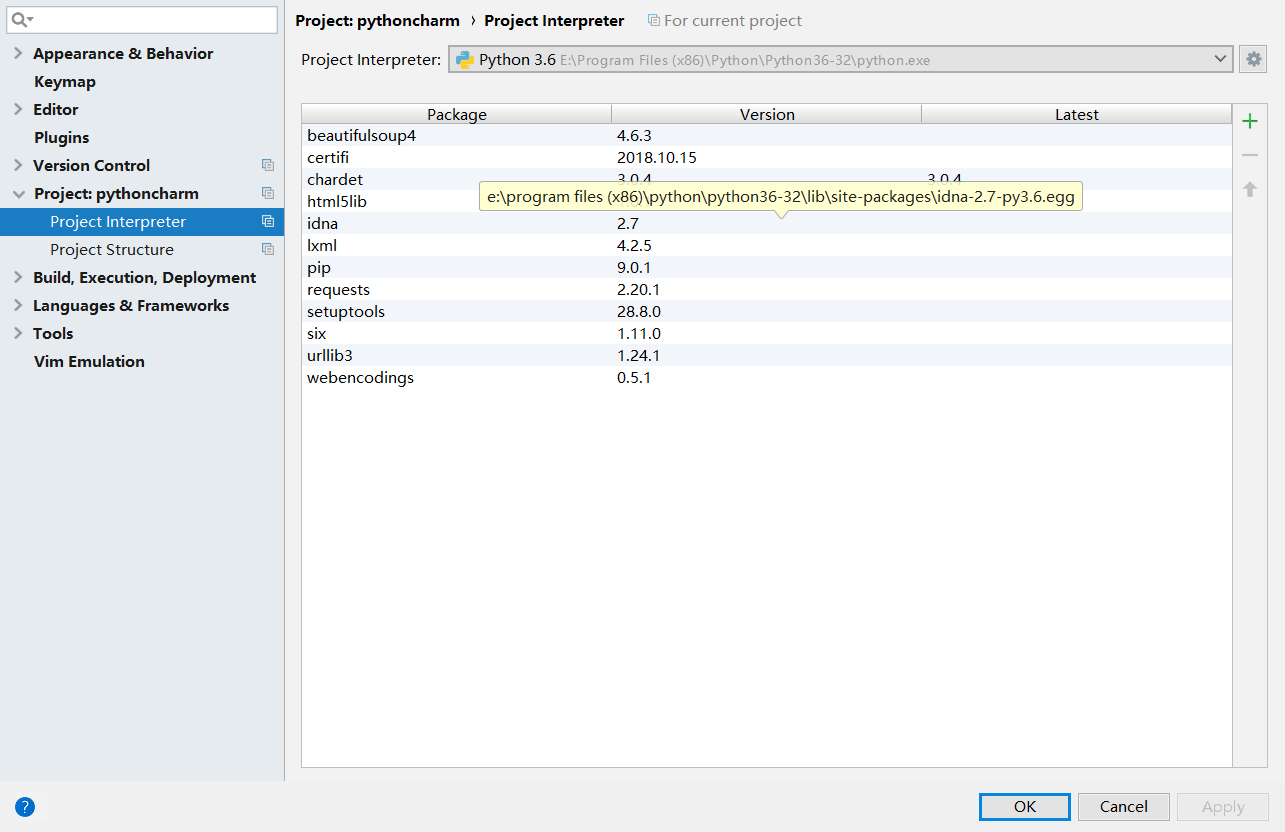 Project: pythoncharm › Project Interpreter For current project
Appearance & Behavior
Keymap
Editor
Plugins
Version Control
Project: pythoncharm
Project Interpreter
Project Structure
Build, Execution, Deployment
Languages & Frameworks
Tools
Vim Emulation
Project Interpreter: Python 3.6 E:\Program Files (x86)\Python\Python36-32\python.exe
Package Version Latest
beautifulsoup4 4.6.3
certifi 2018.10.15
chardet 3.0.4 3.0.4
html5lib
e:\program files (x86)\python\python36-32\lib\site-packages\idna-2.7-py3.6.egg
idna 2.7
lxml 4.2.5
pip 9.0.1
requests 2.20.1
setuptools 28.8.0
six 1.11.0
urllib3 1.24.1
webencodings 0.5.1
?
OK Cancel Apply